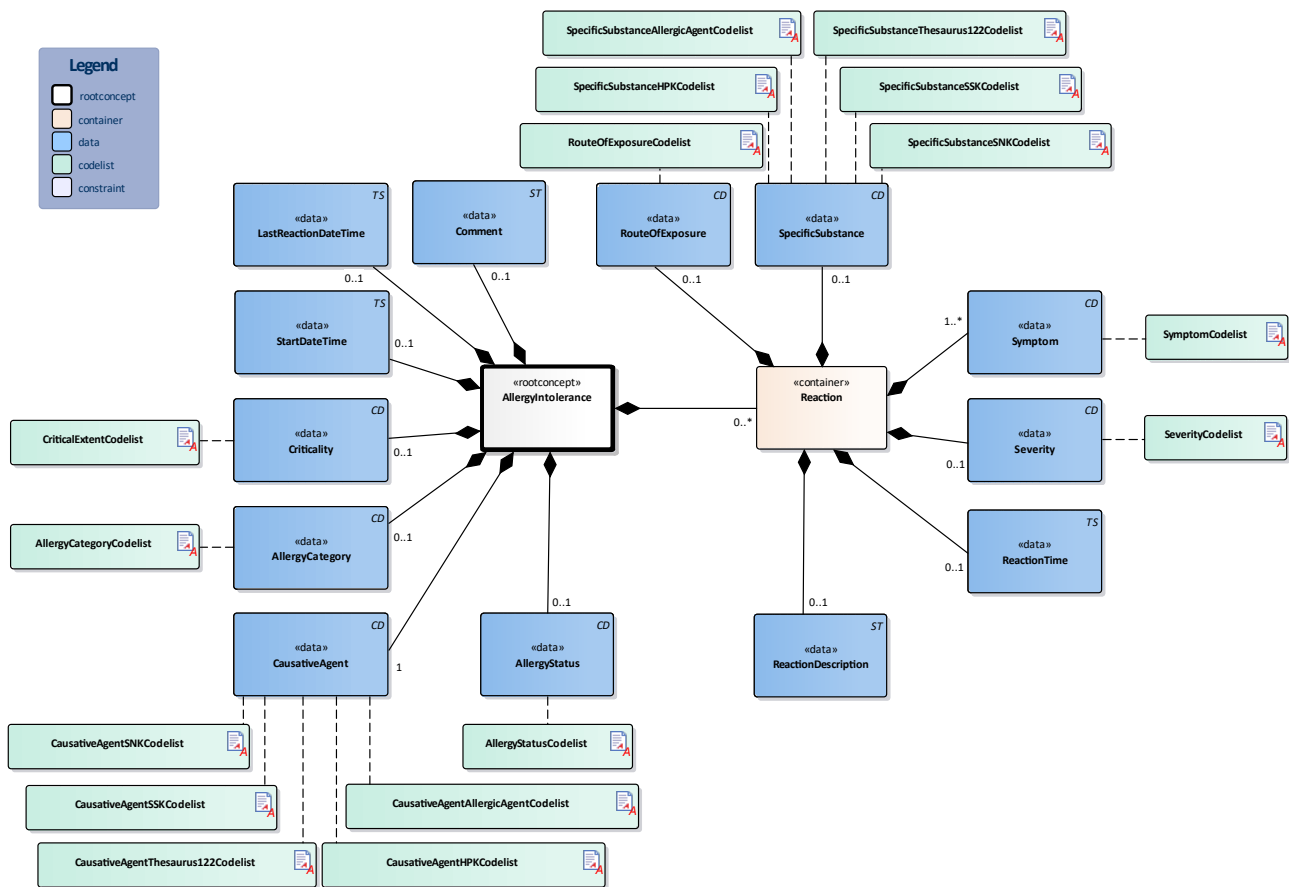 SpecificSubstanceAllergicAgentCodelist
SpecificSubstanceThesaurus122Codelist
Legend
rootconcept
container
data
codelist
constraint
SpecificSubstanceHPKCodelist
SpecificSubstanceSSKCodelist
RouteOfExposureCodelist
SpecificSubstanceSNKCodelist
TS
«data»
LastReactionDateTime
0..1
ST
«data»
Comment
0..1
CD
«data»
RouteOfExposure
0..1
CD
«data»
SpecificSubstance
0..1
TS
«data»
StartDateTime
0..1
CD
«data»
Symptom
1..*
SymptomCodelist
«rootconcept»
AllergyIntolerance
«container»
Reaction
0..*
CriticalExtentCodelist
CD
«data»
Criticality
0..1
CD
«data»
Severity
0..1
SeverityCodelist
AllergyCategoryCodelist
CD
«data»
AllergyCategory
0..1
TS
«data»
ReactionTime
0..1
CD
«data»
CausativeAgent
1
0..1
CD
«data»
AllergyStatus
0..1
ST
«data»
ReactionDescription
CausativeAgentSNKCodelist
AllergyStatusCodelist
CausativeAgentSSKCodelist
CausativeAgentAllergicAgentCodelist
CausativeAgentThesaurus122Codelist
CausativeAgentHPKCodelist